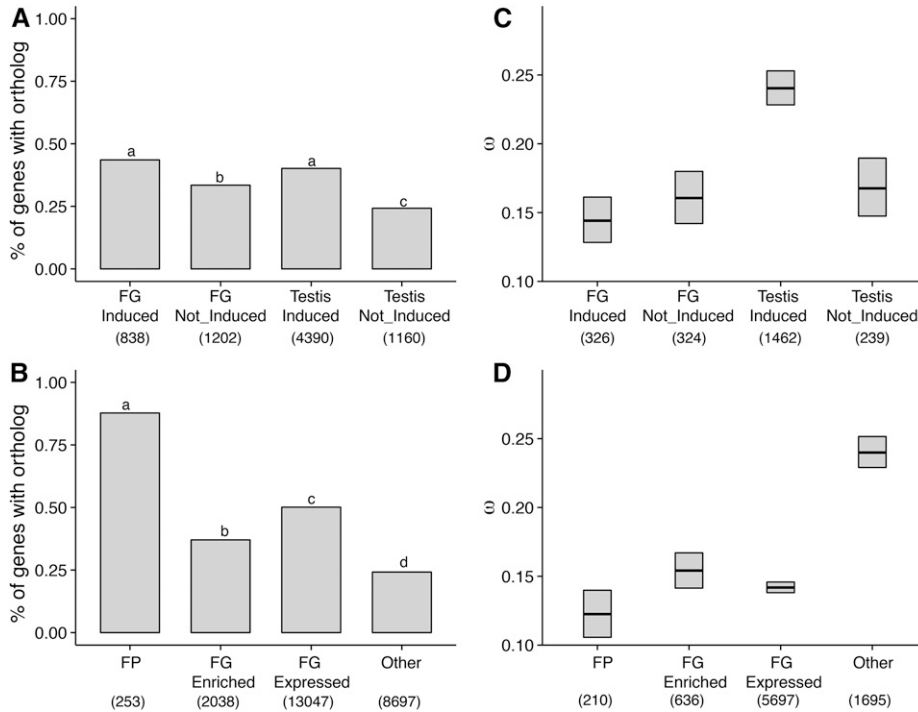 A
% of genes with ortholog
1.00
0.75
0.50
0.25
0.00
a
b
a
c
FG
Induced
(838)
FG
Not_Induced
(1202)
Testis
Induced
(4390)
Testis
Not_Induced
(1160)
C
ω
0.25
0.20
0.15
0.10
FG
Induced
(326)
FG
Not_Induced
(324)
Testis
Induced
(1462)
Testis
Not_Induced
(239)
B
% of genes with ortholog
1.00
0.75
0.50
0.25
0.00
a
b
c
d
FP
(253)
FG
Enriched
(2038)
FG
Expressed
(13047)
Other
(8697)
D
ω
0.25
0.20
0.15
0.10
FP
(210)
FG
Enriched
(636)
FG
Expressed
(5697)
Other
(1695)